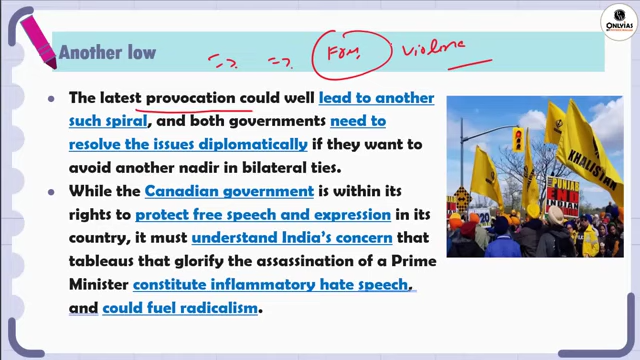 ONLYIAS
Another low
Violence
The latest provocation could well lead to another
such spiral, and both governments need to
resolve the issues diplomatically if they want to
avoid another nadir in bilateral ties.
While the Canadian government is within its
rights to protect free speech and expression in its
country, it must understand India's concern that
tableaus that glorify the assassination of a Prime
Minister constitute inflammatory hate speech,
and could fuel radicalism.
KHALISTAN
PUNJAB
INDIAN